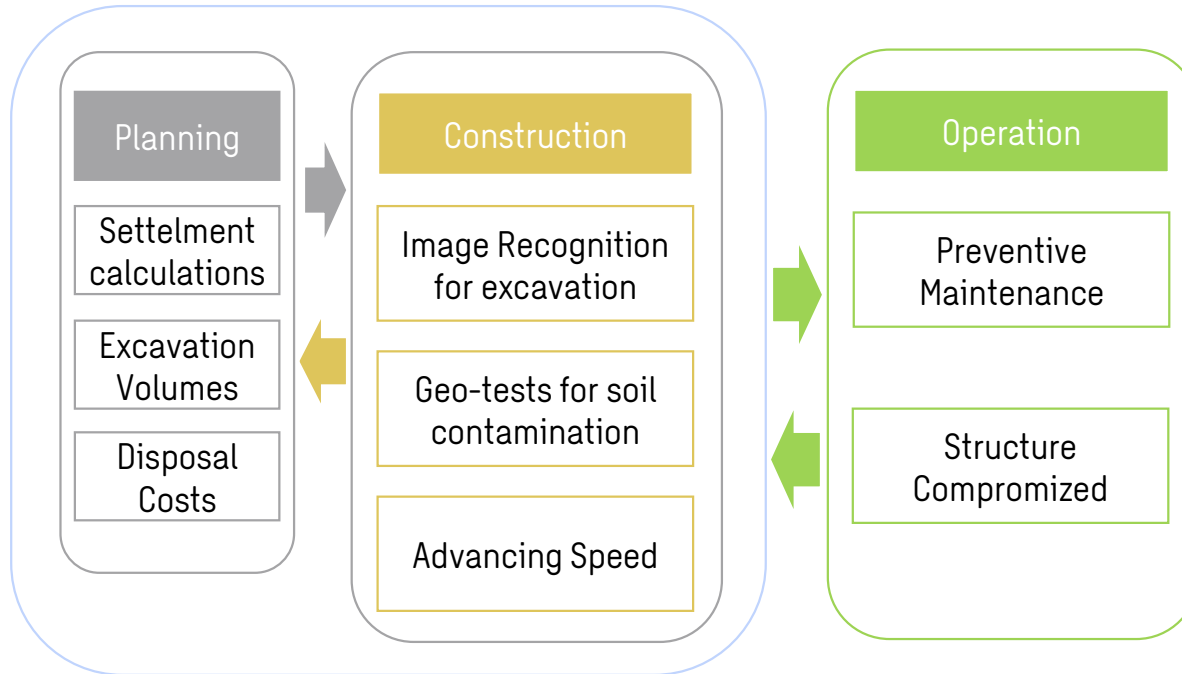 Planning
Settelment
calculations
Excavation
Volumes
Disposal
Costs
Construction
Image Recognition
for excavation
Geo-tests for soil
contamination
Advancing Speed
Operation
Preventive
Maintenance
Structure
Compromized